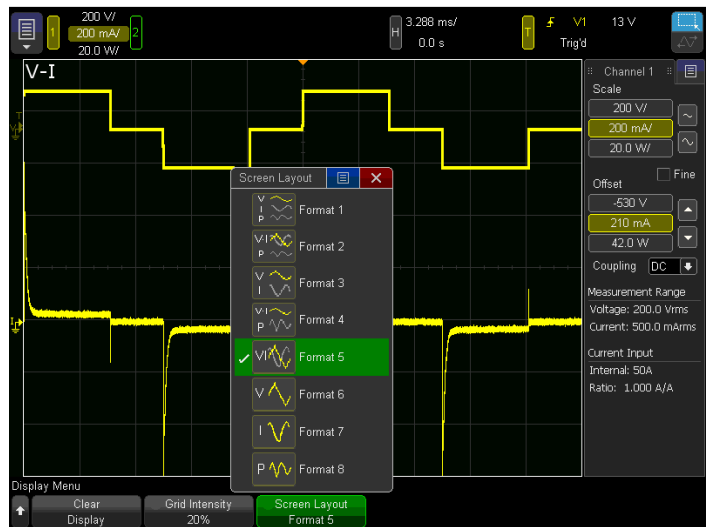 1
200 V/
200 mA/
20.0 W/
2
H
3.288 ms/
0.0 s
T
V1
13 V
Trig'd
V-I
T
V
I
Channel 1
Scale
200 V/
200 mA/
20.0 W/
Fine
Offset
-530 V
210 mA
42.0 W
Coupling DC
Measurement Range
Voltage: 200.0 Vrms
Current: 500.0 mArms
Current Input
Internal: 50A
Ratio: 1.000 A/A
Screen Layout
V I P Format 1
V-I P Format 2
V I Format 3
V-I P Format 4
VI Format 5
V Format 6
I Format 7
P Format 8
Display Menu
Clear
Display
Grid Intensity
20%
Screen Layout
Format 5